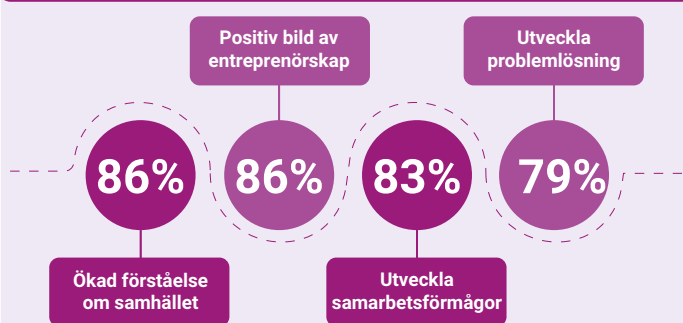 Positiv bild av
entreprenörskap
Utveckla
problemlösning
86%
86%
83%
79%
Ökad förståelse
om samhället
Utveckla
samarbetsförmågor